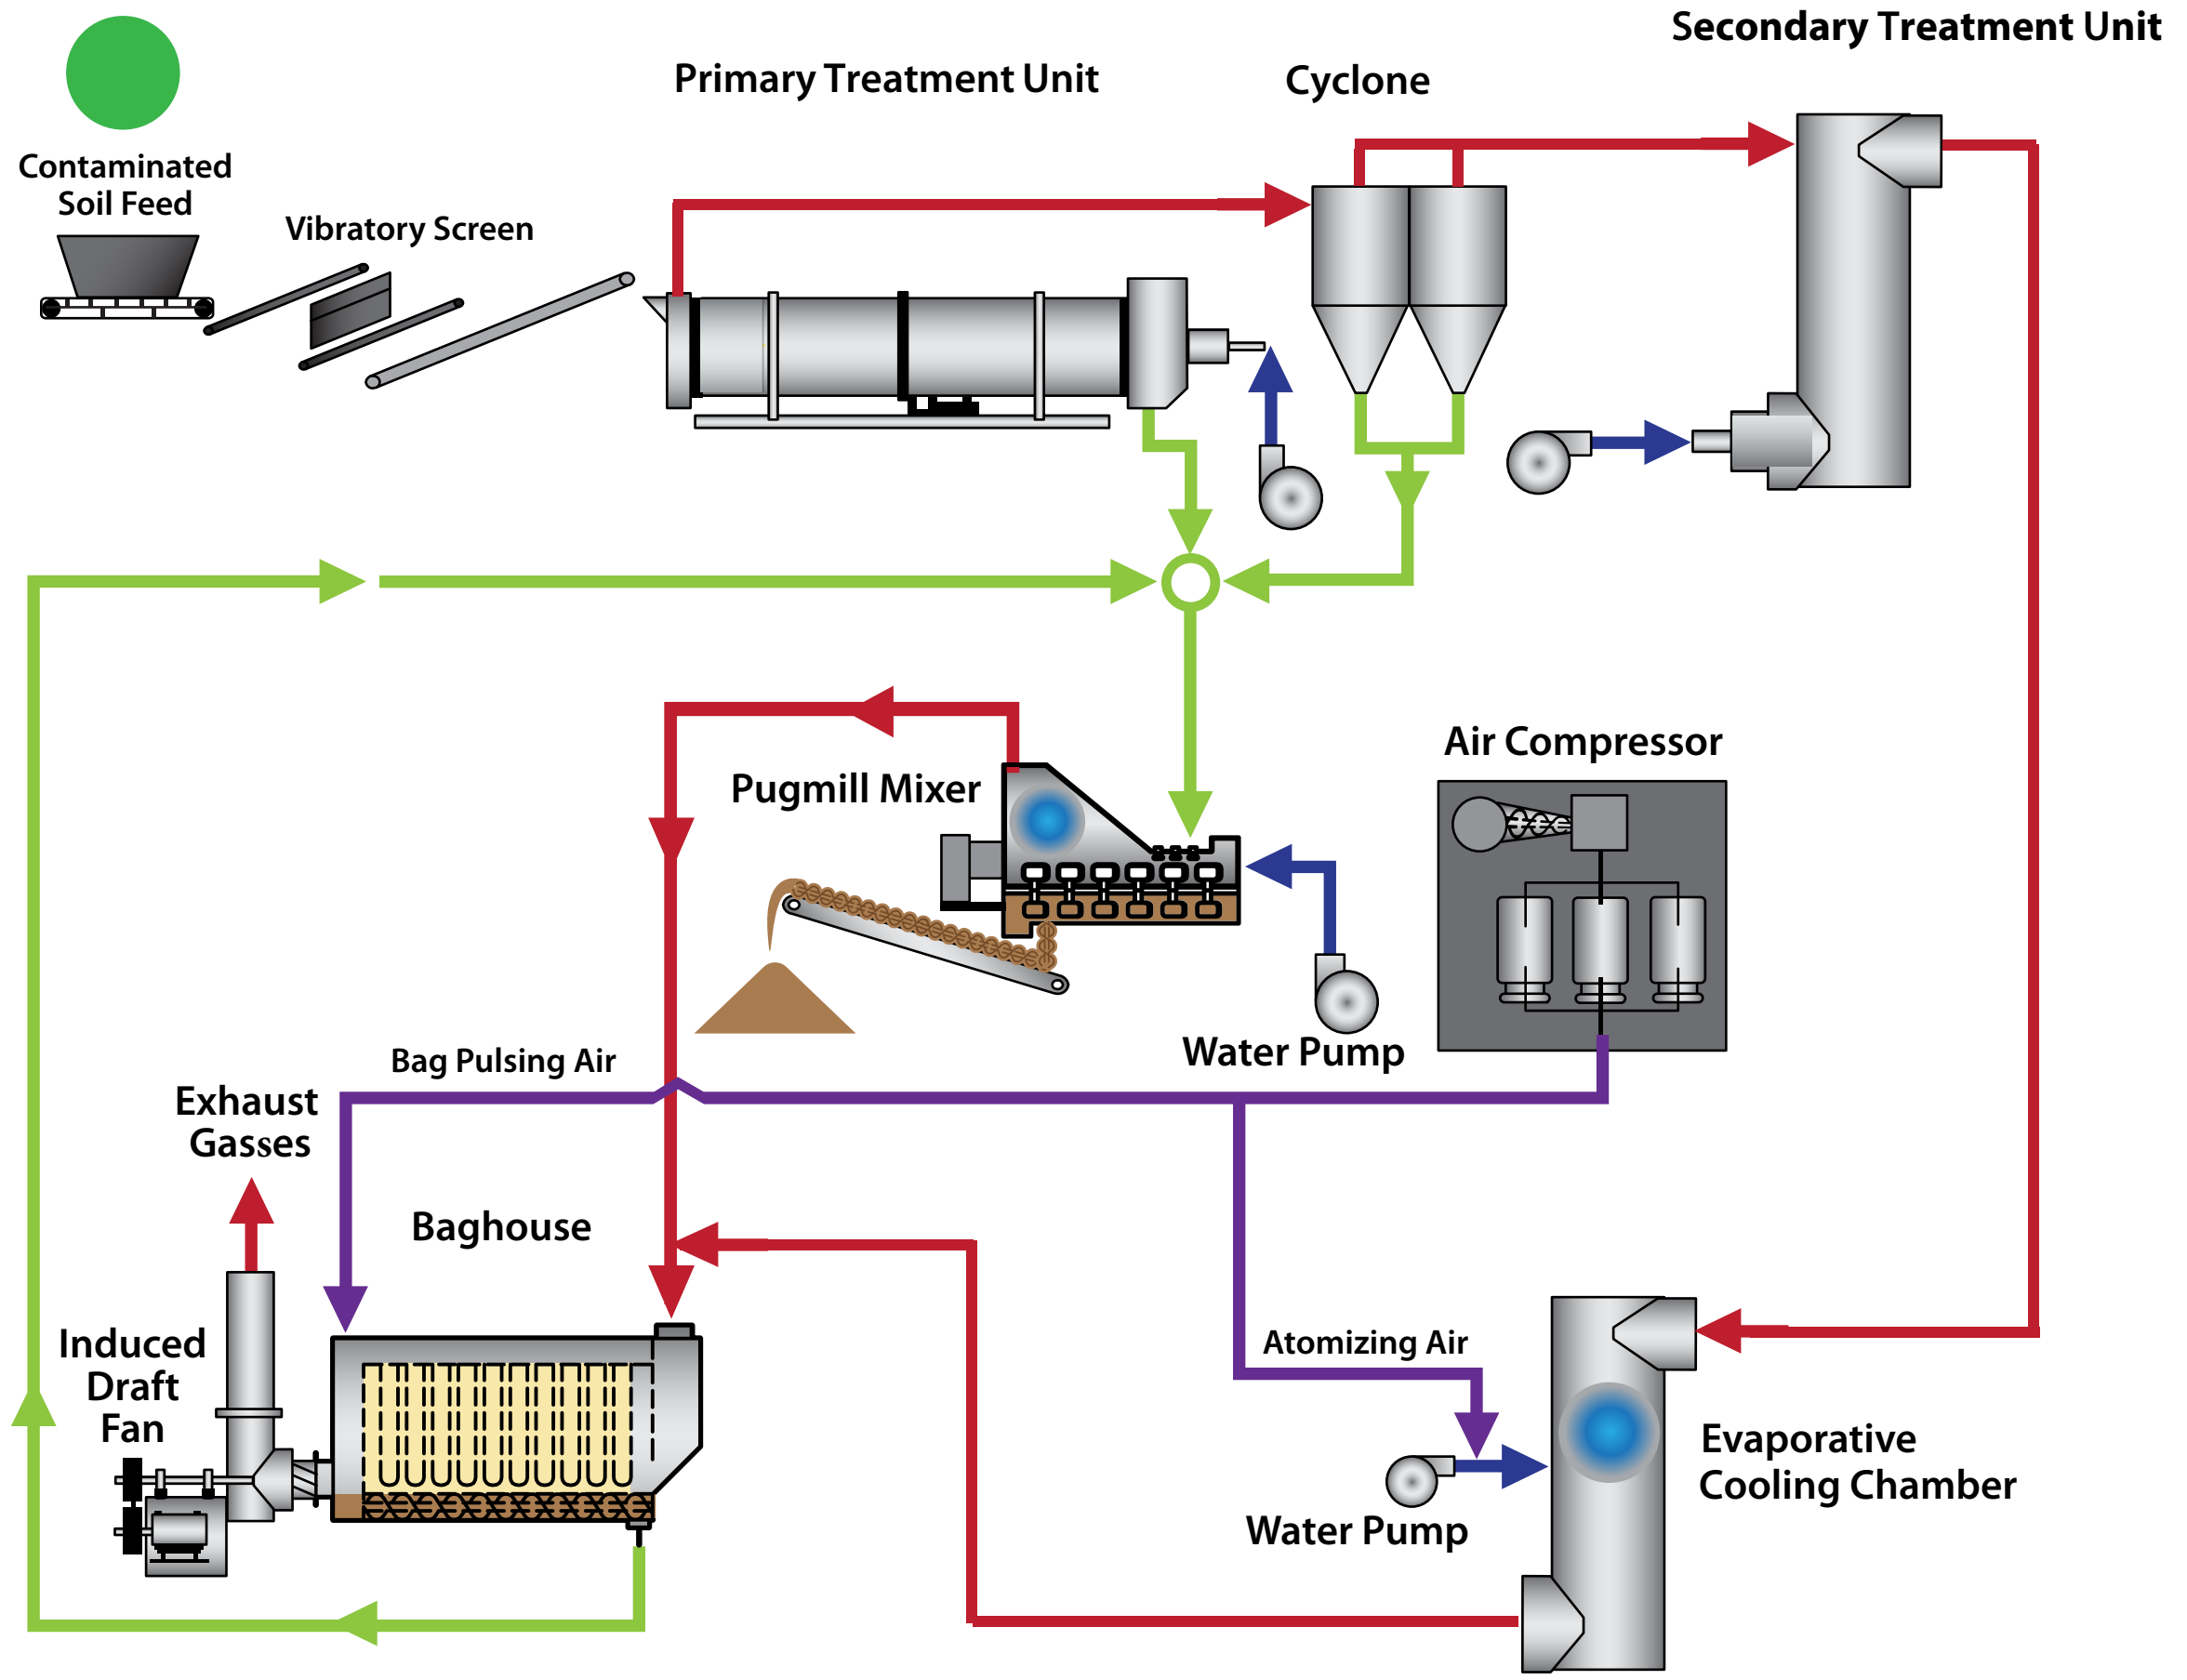 Secondary Treatment Unit
Primary Treatment Unit
Cyclone
Contaminated
Soil Feed
Vibratory Screen
Air Compressor
Pugmill Mixer
Water Pump
Bag Pulsing Air
Exhaust
Gasses
Baghouse
Induced
Draft
Fan
Atomizing Air
Evaporative
Cooling Chamber
Water Pump